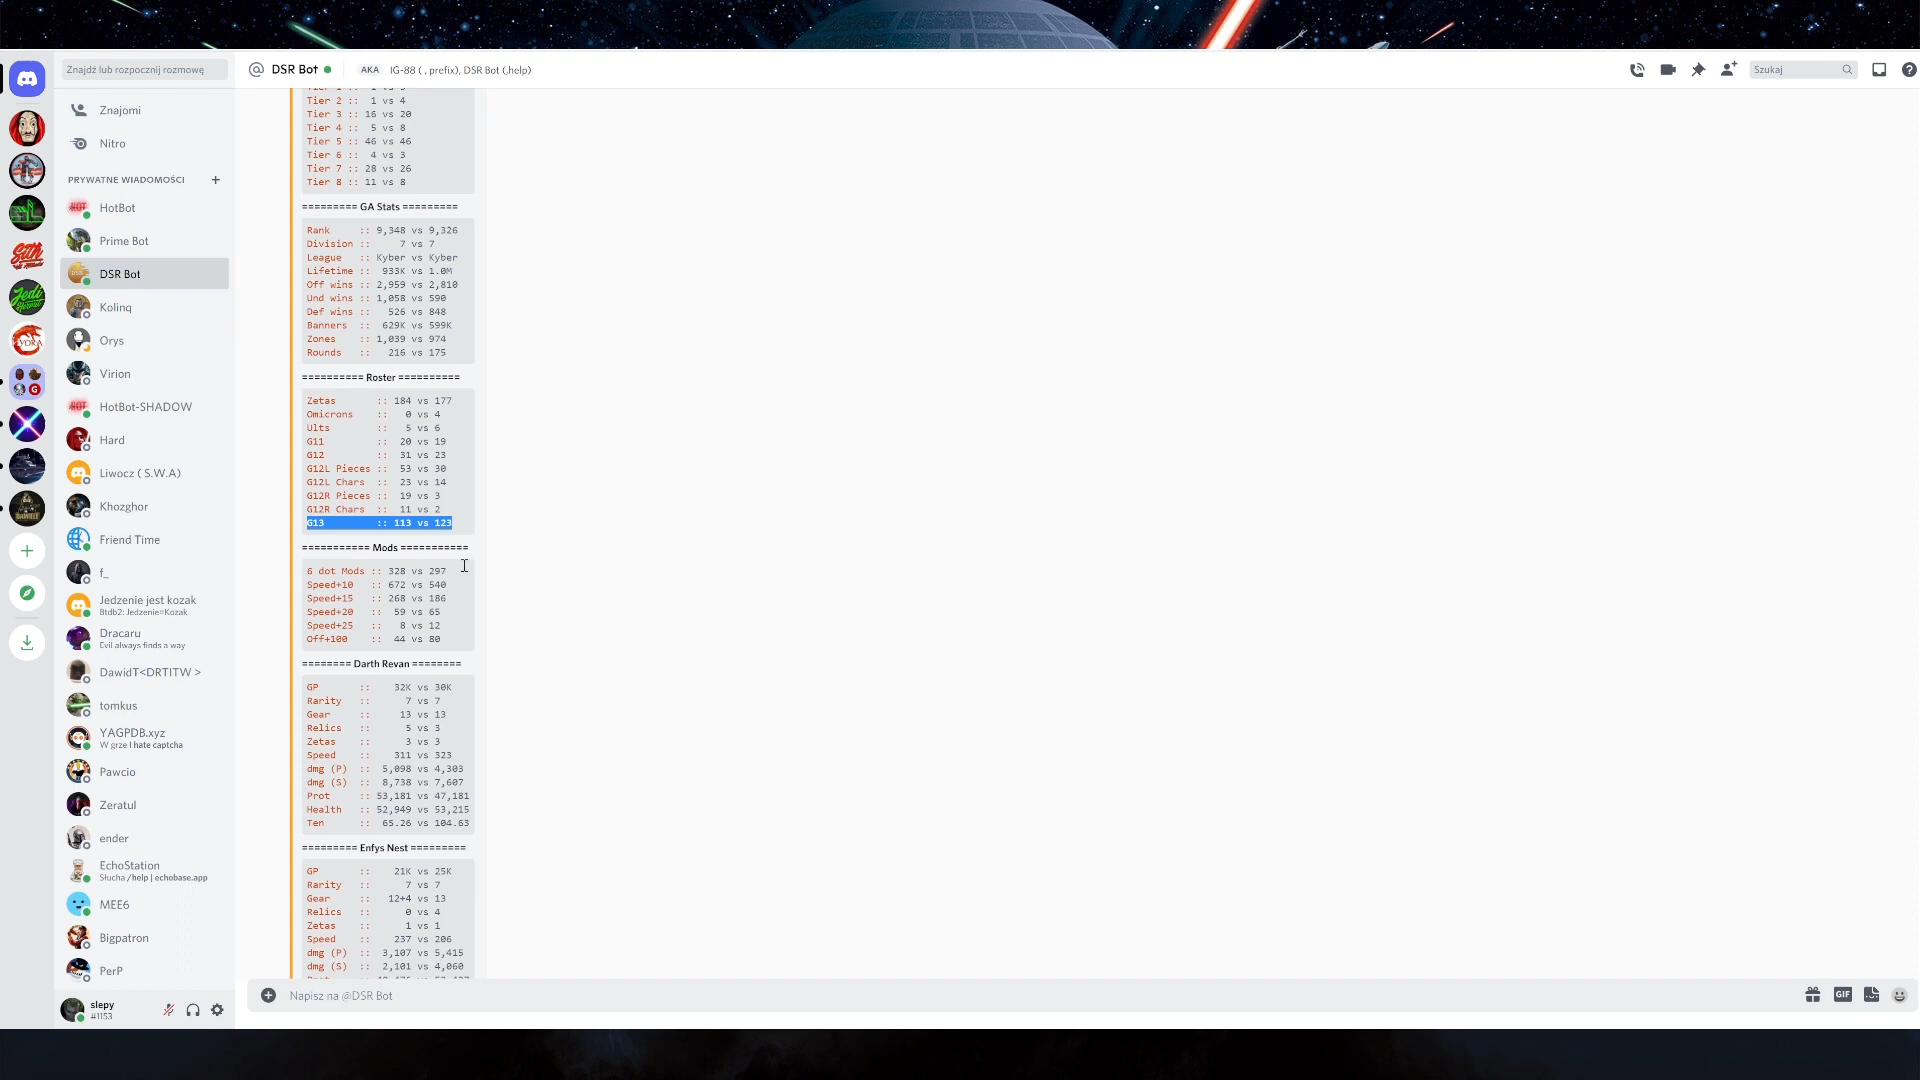 Znajdź lub rozpocznij rozmowę
Znajomi
Nitro
PRYWATNE WIADOMOŚCI
HotBot
Prime Bot
DSR Bot
Kolinq
Orys
Virion
HotBot-SHADOW
Hard
Liwocz ( S.W.A)
Khozghor
Friend Time
f_
Jedzenie jest kozak
Btdb2: Jedzenie=Kozak
Dracaru
Evil always finds a way
DawidT<DRTITW >
tomkus
YAGPDB.xyz
W grze I hate captcha
Pawcio
Zeratul
ender
EchoStation
Słucha /help | echobase.app
MEE6
Bigpatron
PerP
slepy
#1153
DSR Bot
AKA IG-88 ( , prefix), DSR Bot (,help)
Szukaj
Tier 2 :: 1 vs 4
Tier 3 :: 16 vs 20
Tier 4 :: 5 vs 8
Tier 5 :: 46 vs 46
Tier 6 :: 4 vs 3
Tier 7 :: 28 vs 26
Tier 8 :: 11 vs 8
========= GA Stats =========
Rank :: 9,348 vs 9,326
Division :: 7 vs 7
League :: Kyber vs Kyber
Lifetime :: 933K vs 1.0M
Off wins :: 2,959 vs 2,810
Und wins :: 1,058 vs 590
Def wins :: 526 vs 848
Banners :: 629K vs 599K
Zones :: 1,039 vs 974
Rounds :: 216 vs 175
========== Roster ==========
Zetas :: 184 vs 177
Omicrons :: 0 vs 4
Ults :: 5 vs 6
G11 :: 20 vs 19
G12 :: 31 vs 23
G12L Pieces :: 53 vs 30
G12L Chars :: 23 vs 14
G12R Pieces :: 19 vs 3
G12R Chars :: 11 vs 2
G13 :: 113 vs 123
=========== Mods ===========
6 dot Mods :: 328 vs 297
Speed+10 :: 672 vs 540
Speed+15 :: 268 vs 186
Speed+20 :: 59 vs 65
Speed+25 :: 8 vs 12
Off+100 :: 44 vs 80
======== Darth Revan ========
GP :: 32K vs 30K
Rarity :: 7 vs 7
Gear :: 13 vs 13
Relics :: 5 vs 3
Zetas :: 3 vs 3
Speed :: 311 vs 323
dmg (P) :: 5,098 vs 4,303
dmg (S) :: 8,738 vs 7,607
Prot :: 53,181 vs 47,181
Health :: 52,949 vs 53,215
Ten :: 65.26 vs 104.63
========= Enfys Nest =========
GP :: 21K vs 25K
Rarity :: 7 vs 7
Gear :: 12+4 vs 13
Relics :: 0 vs 4
Zetas :: 1 vs 1
Speed :: 237 vs 206
dmg (P) :: 3,107 vs 5,415
dmg (S) :: 2,101 vs 4,060
Napisz na @DSR Bot
GIF